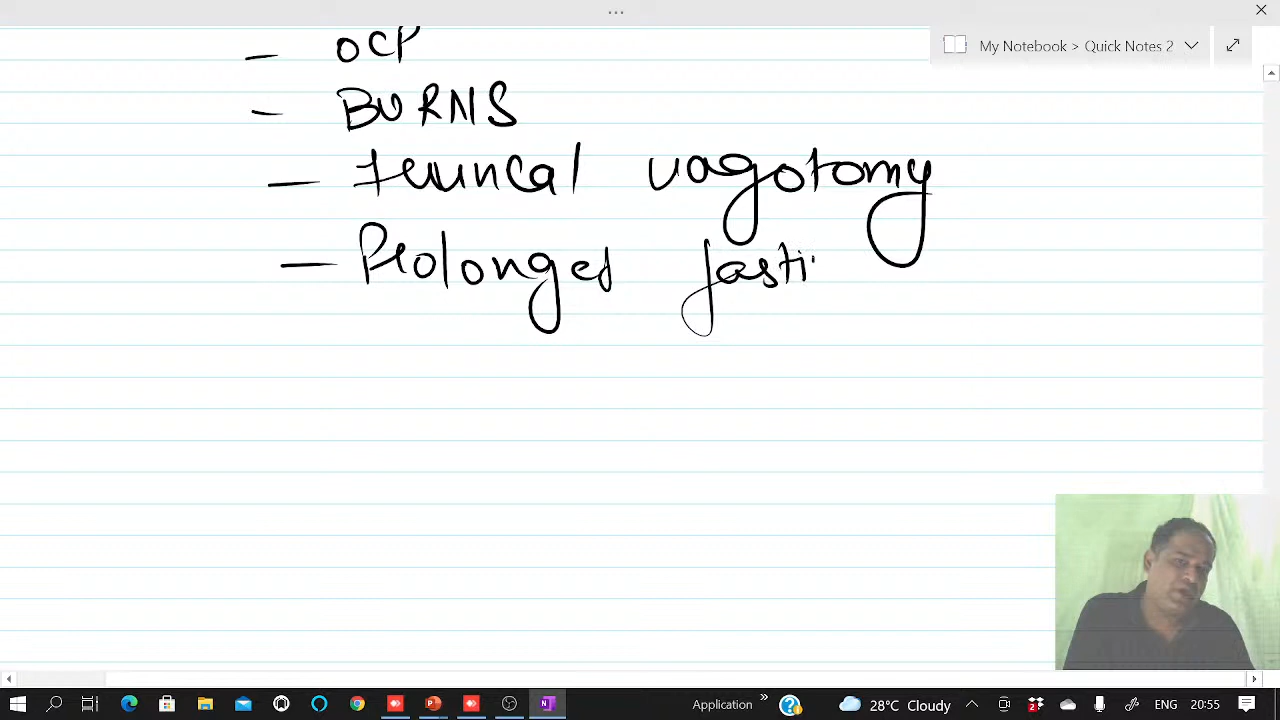 ...
My Notebook > Quick Notes 2
- OCP
- BURNS
- Truncal vagotomy
- Prolonged fasti
Application
28°C Cloudy
ENG
20:55